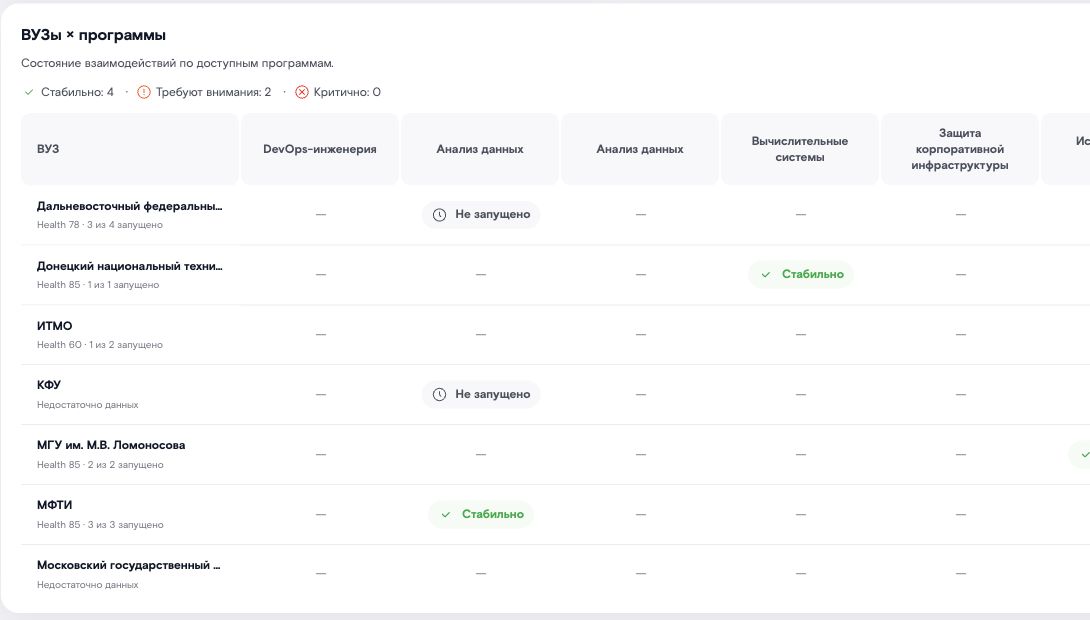 ВУЗы × программы
Состояние взаимодействий по доступным программам.
Стабильно: 4 · Требуют внимания: 2 · Критично: 0
ВУЗ
DevOps-инженерия
Анализ данных
Анализ данных
Вычислительные
системы
Защита
корпоративной
инфраструктуры
Ис
Дальневосточный федеральны...
Health 78 · 3 из 4 запущено
—
Не запущено
—
—
—
Донецкий национальный техни...
Health 85 · 1 из 1 запущено
—
—
—
Стабильно
—
ИТМО
Health 60 · 1 из 2 запущено
—
—
—
—
—
КФУ
Недостаточно данных
—
Не запущено
—
—
—
МГУ им. М.В. Ломоносова
Health 85 · 2 из 2 запущено
—
—
—
—
—
МФТИ
Health 85 · 3 из 3 запущено
—
Стабильно
—
—
—
Московский государственный ...
Недостаточно данных
—
—
—
—
—